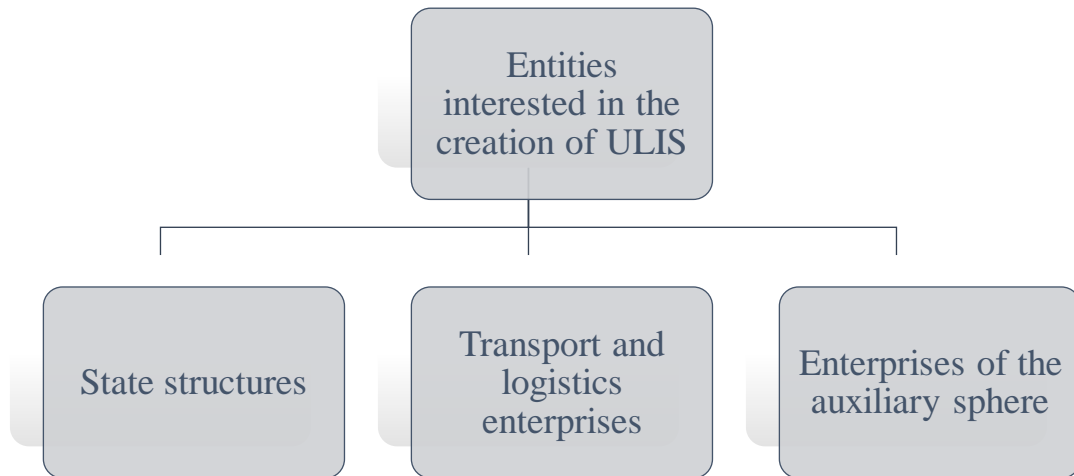 Entities
interested in the
creation of ULIS
State structures
Transport and
logistics
enterprises
Enterprises of the
auxiliary sphere